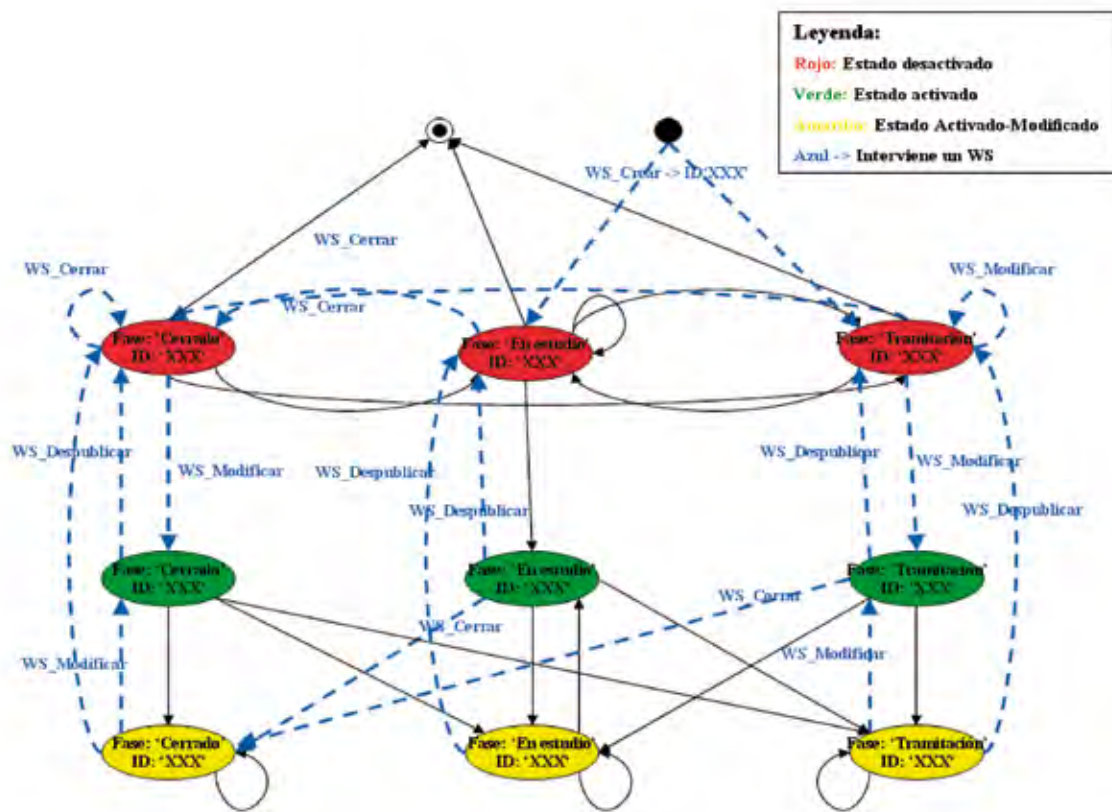 Leyenda:
Rojo: Estado desactivado
Verde: Estado activado
Amarillo: Estado Activado-Modificado
Azul -> Interviene un WS
WS_Crear -> ID'XXX'
WS_Cerrar
WS_Cerrar
WS_Modificar
WS_Cerrar
Fase: 'Cerrado'
ID: 'XXX'
Fase: 'En estudio'
ID: 'XXX'
Fase: 'Tramitación'
ID: 'XXX'
WS_Despublicar
WS_Modificar
WS_Despublicar
WS_Despublicar
WS_Despublicar
WS_Modificar
WS_Despublicar
Fase: 'Cerrado'
ID: 'XXX'
Fase: 'En estudio'
ID: 'XXX'
Fase: 'Tramitación'
ID: 'XXX'
WS_Cerrar
WS_Cerrar
WS_Modificar
WS_Modificar
Fase: 'Cerrado'
ID: 'XXX'
Fase: 'En estudio'
ID: 'XXX'
Fase: 'Tramitación'
ID: 'XXX'